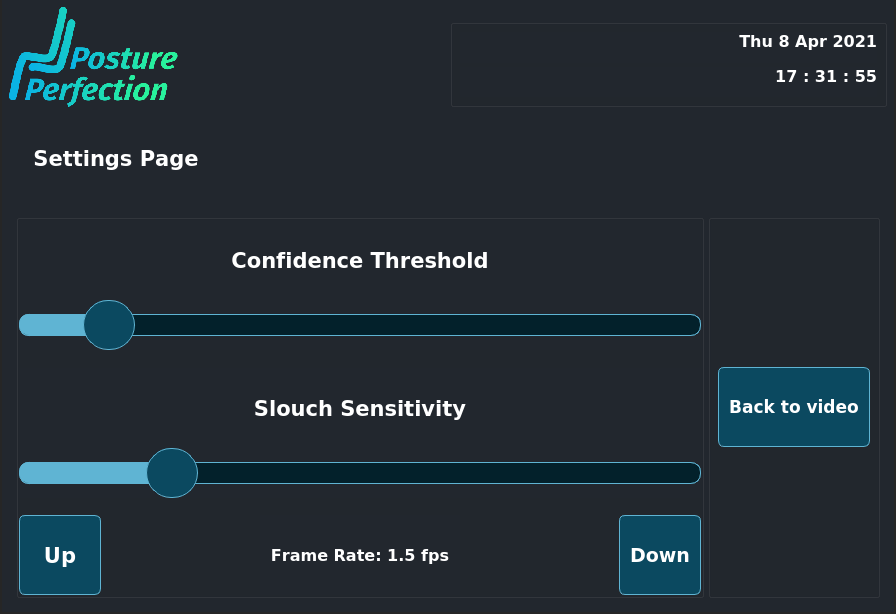 Posture
Perfection
Thu 8 Apr 2021
17 : 31 : 55
Settings Page
Confidence Threshold
Slouch Sensitivity
Back to video
Up
Frame Rate: 1.5 fps
Down